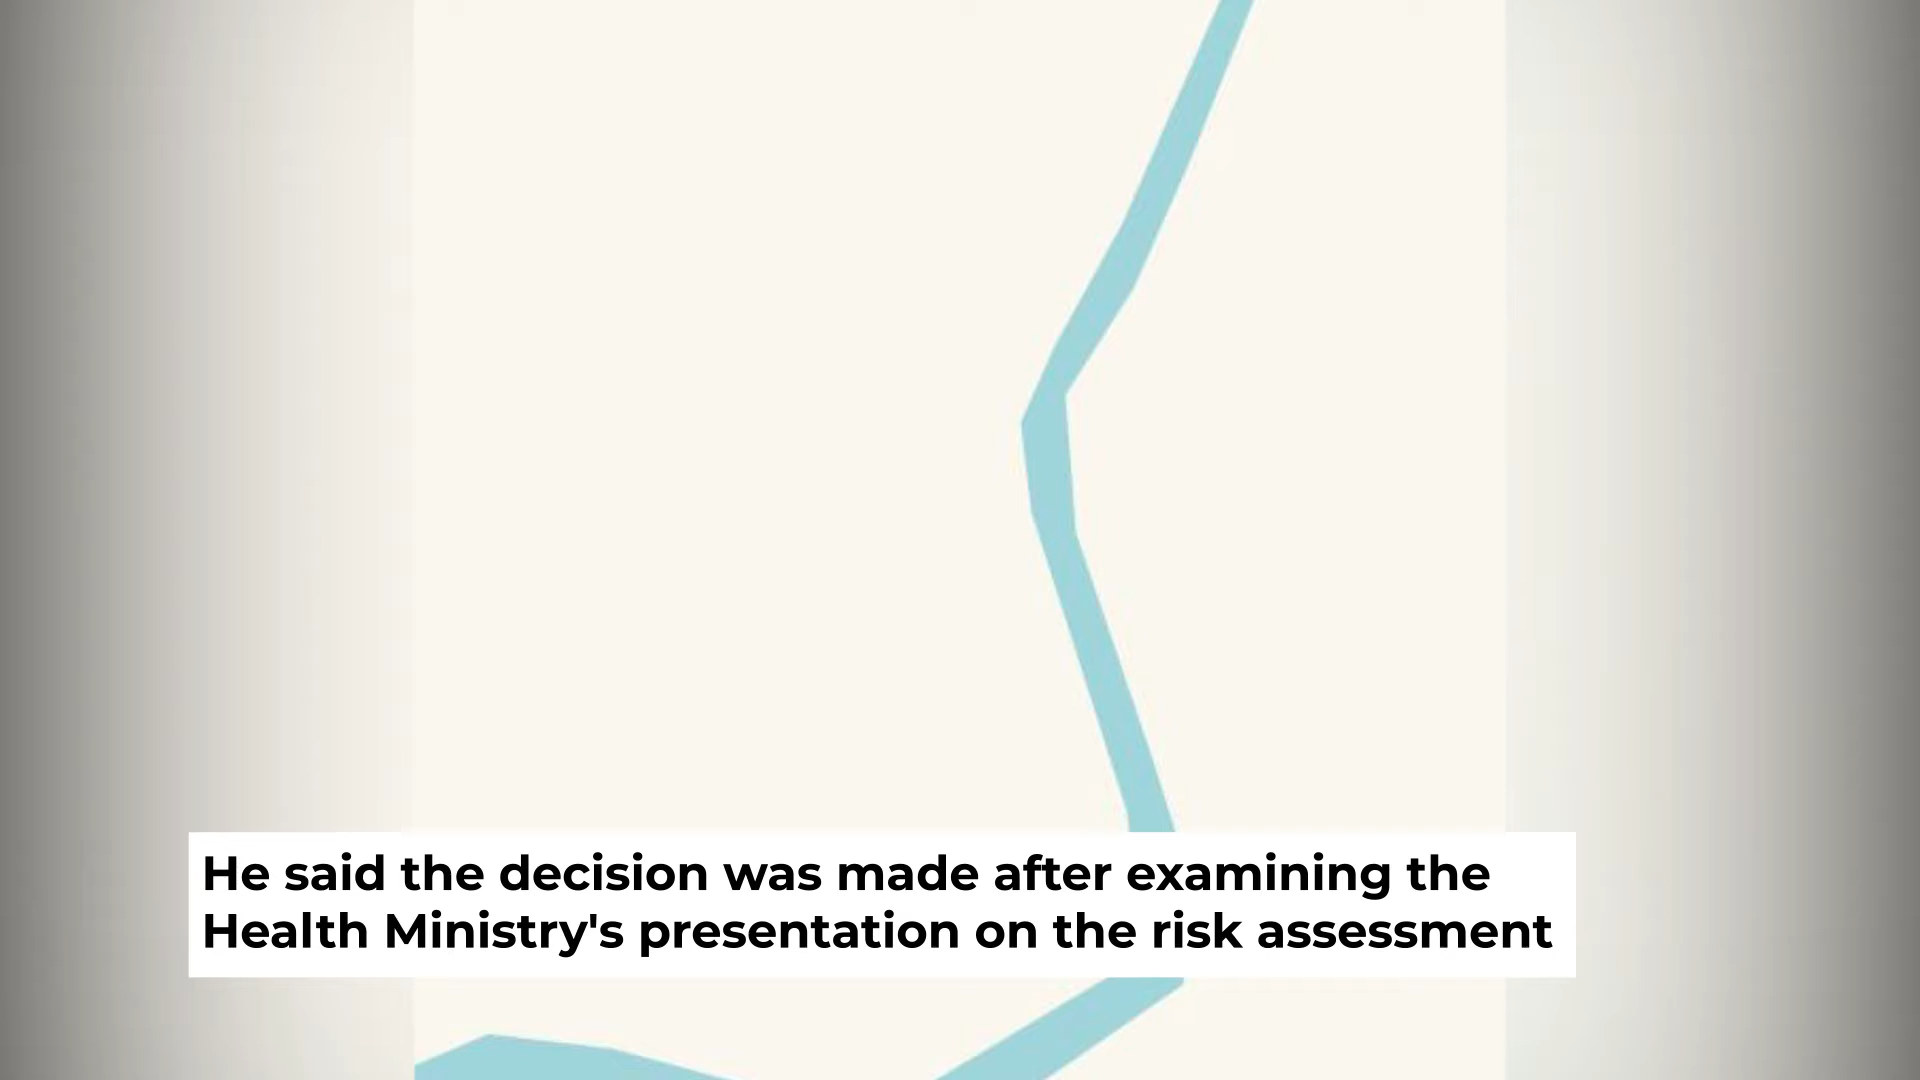 He said the decision was made after examining the
Health Ministry's presentation on the risk assessment